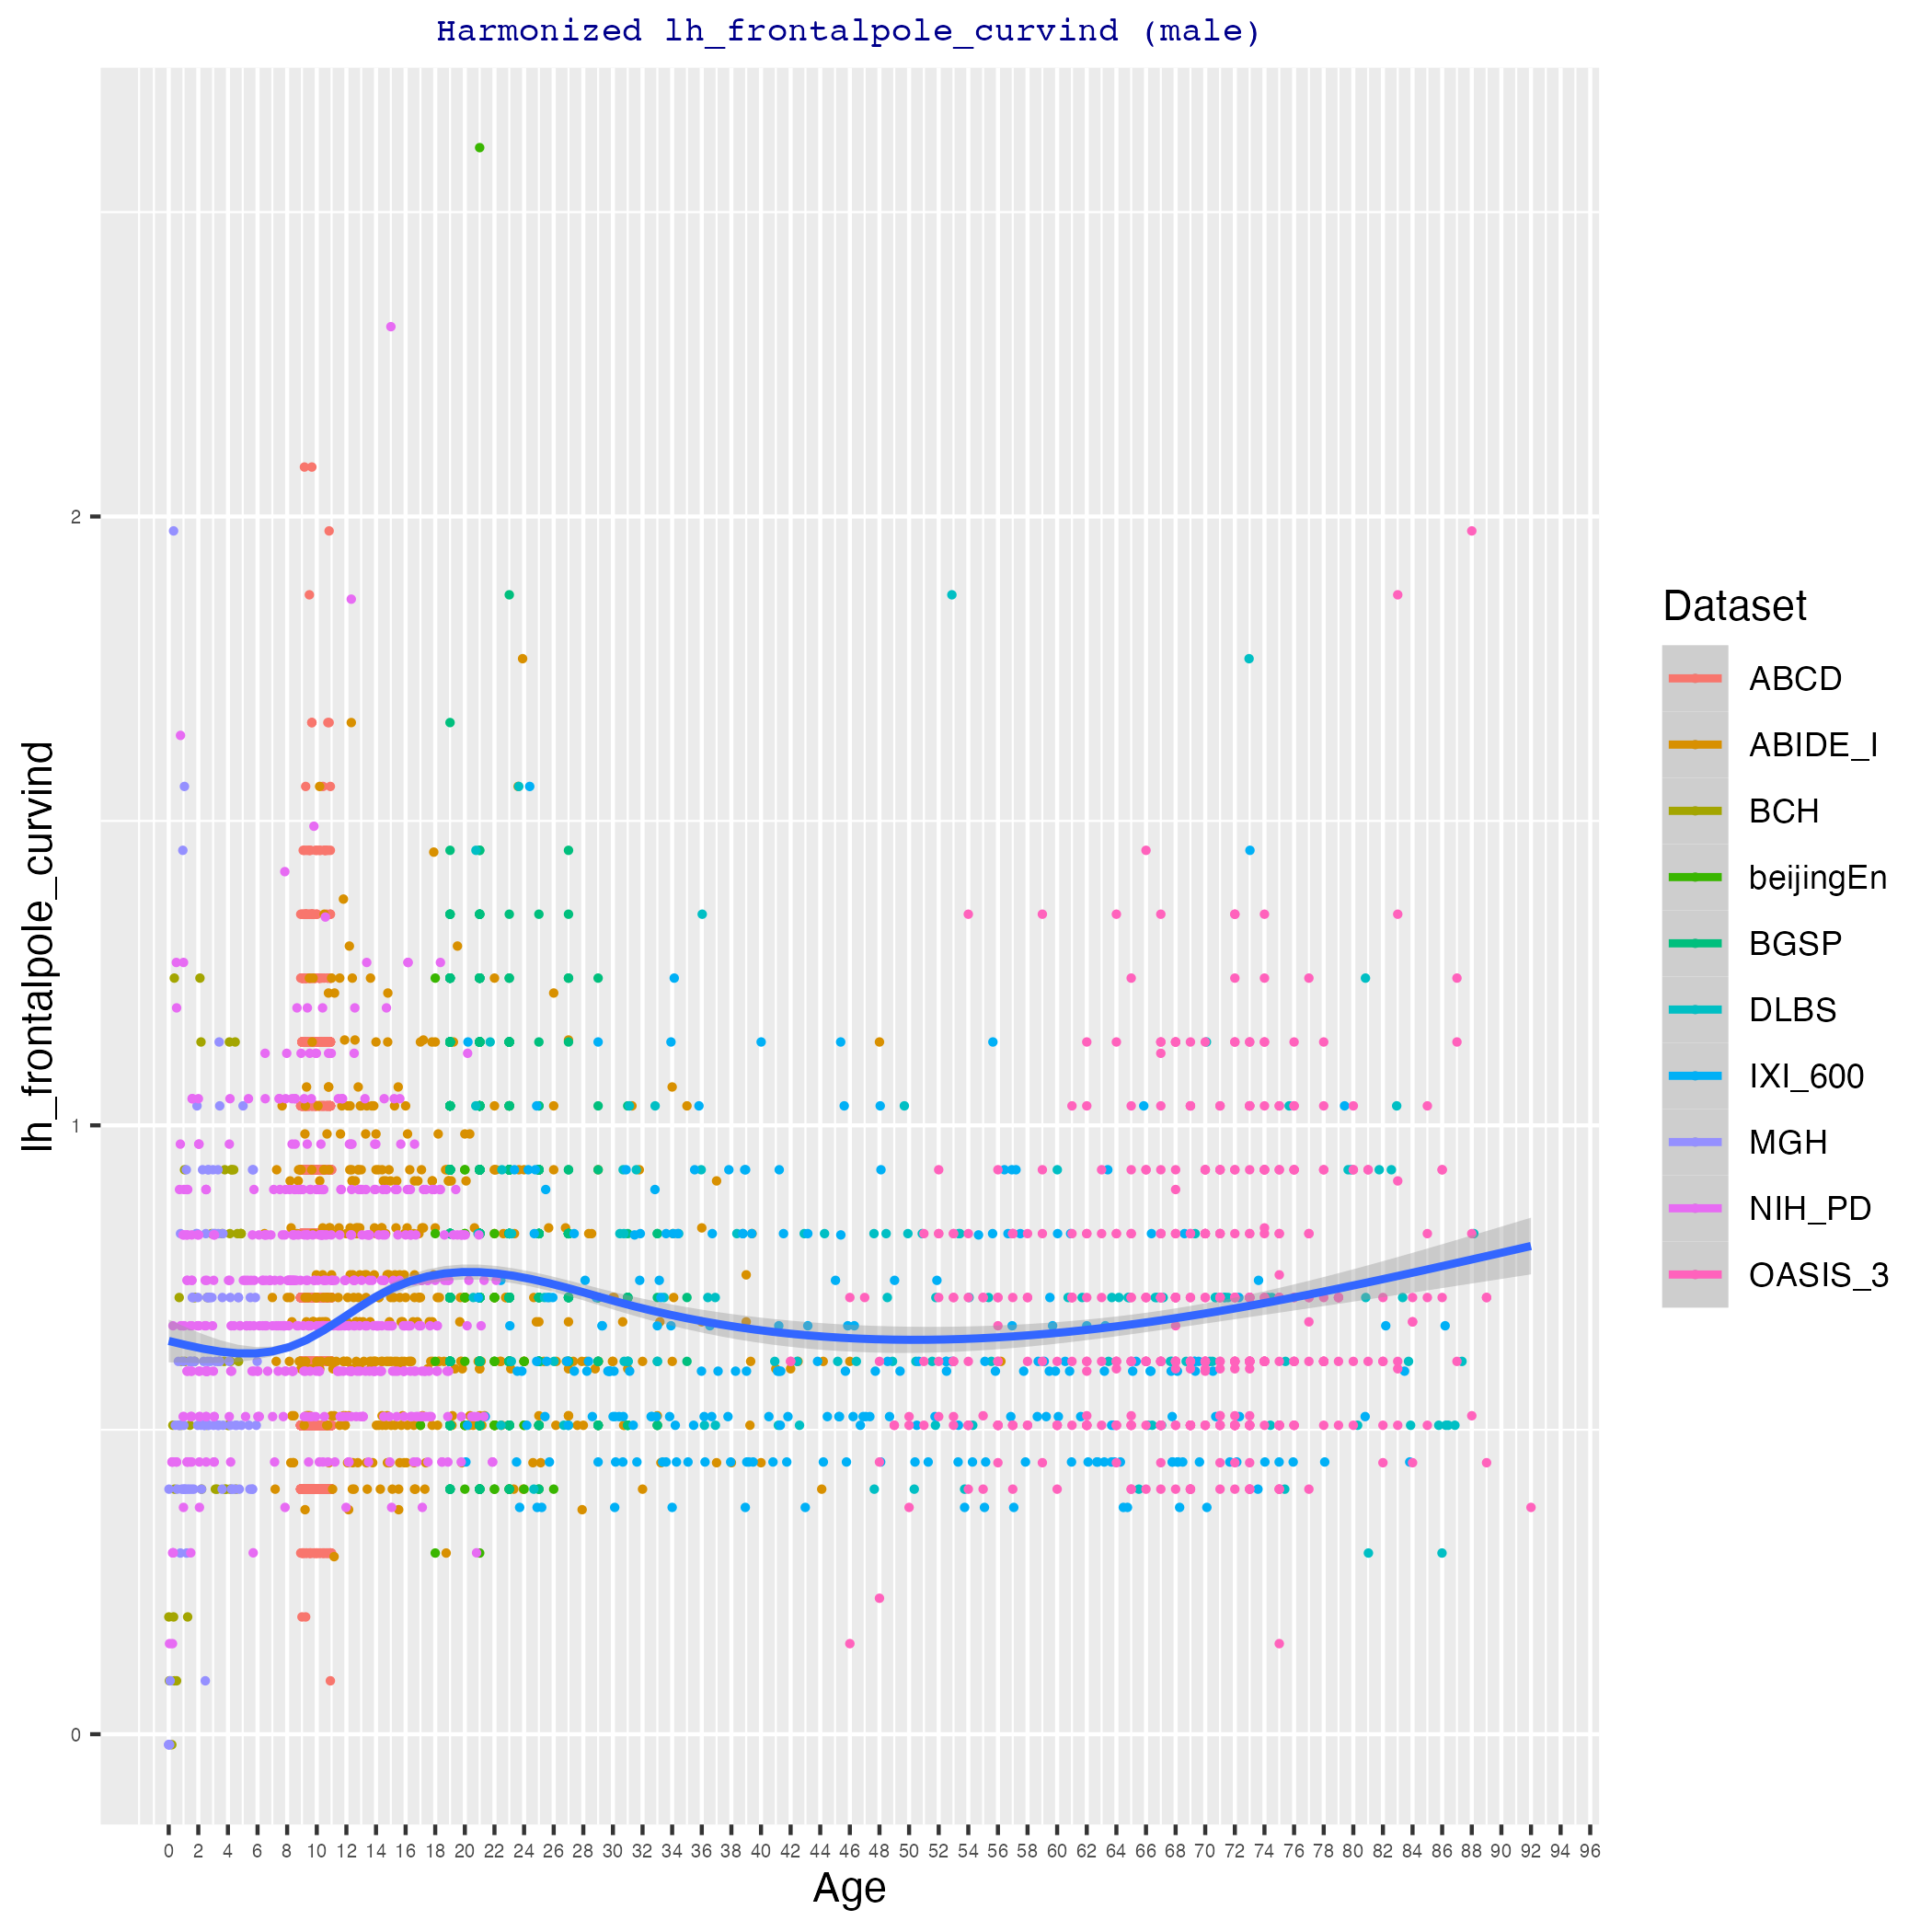 Harmonized lh_frontalpole_curvind (male)
lh_frontalpole_curvind
2
1
0
0 2 4 6 8 10 12 14 16 18 20 22 24 26 28 30 32 34 36 38 40 42 44 46 48 50 52 54 56 58 60 62 64 66 68 70 72 74 76 78 80 82 84 86 88 90 92 94 96
Age
Dataset
ABCD
ABIDE_I
BCH
beijingEn
BGSP
DLBS
IXI_600
MGH
NIH_PD
OASIS_3